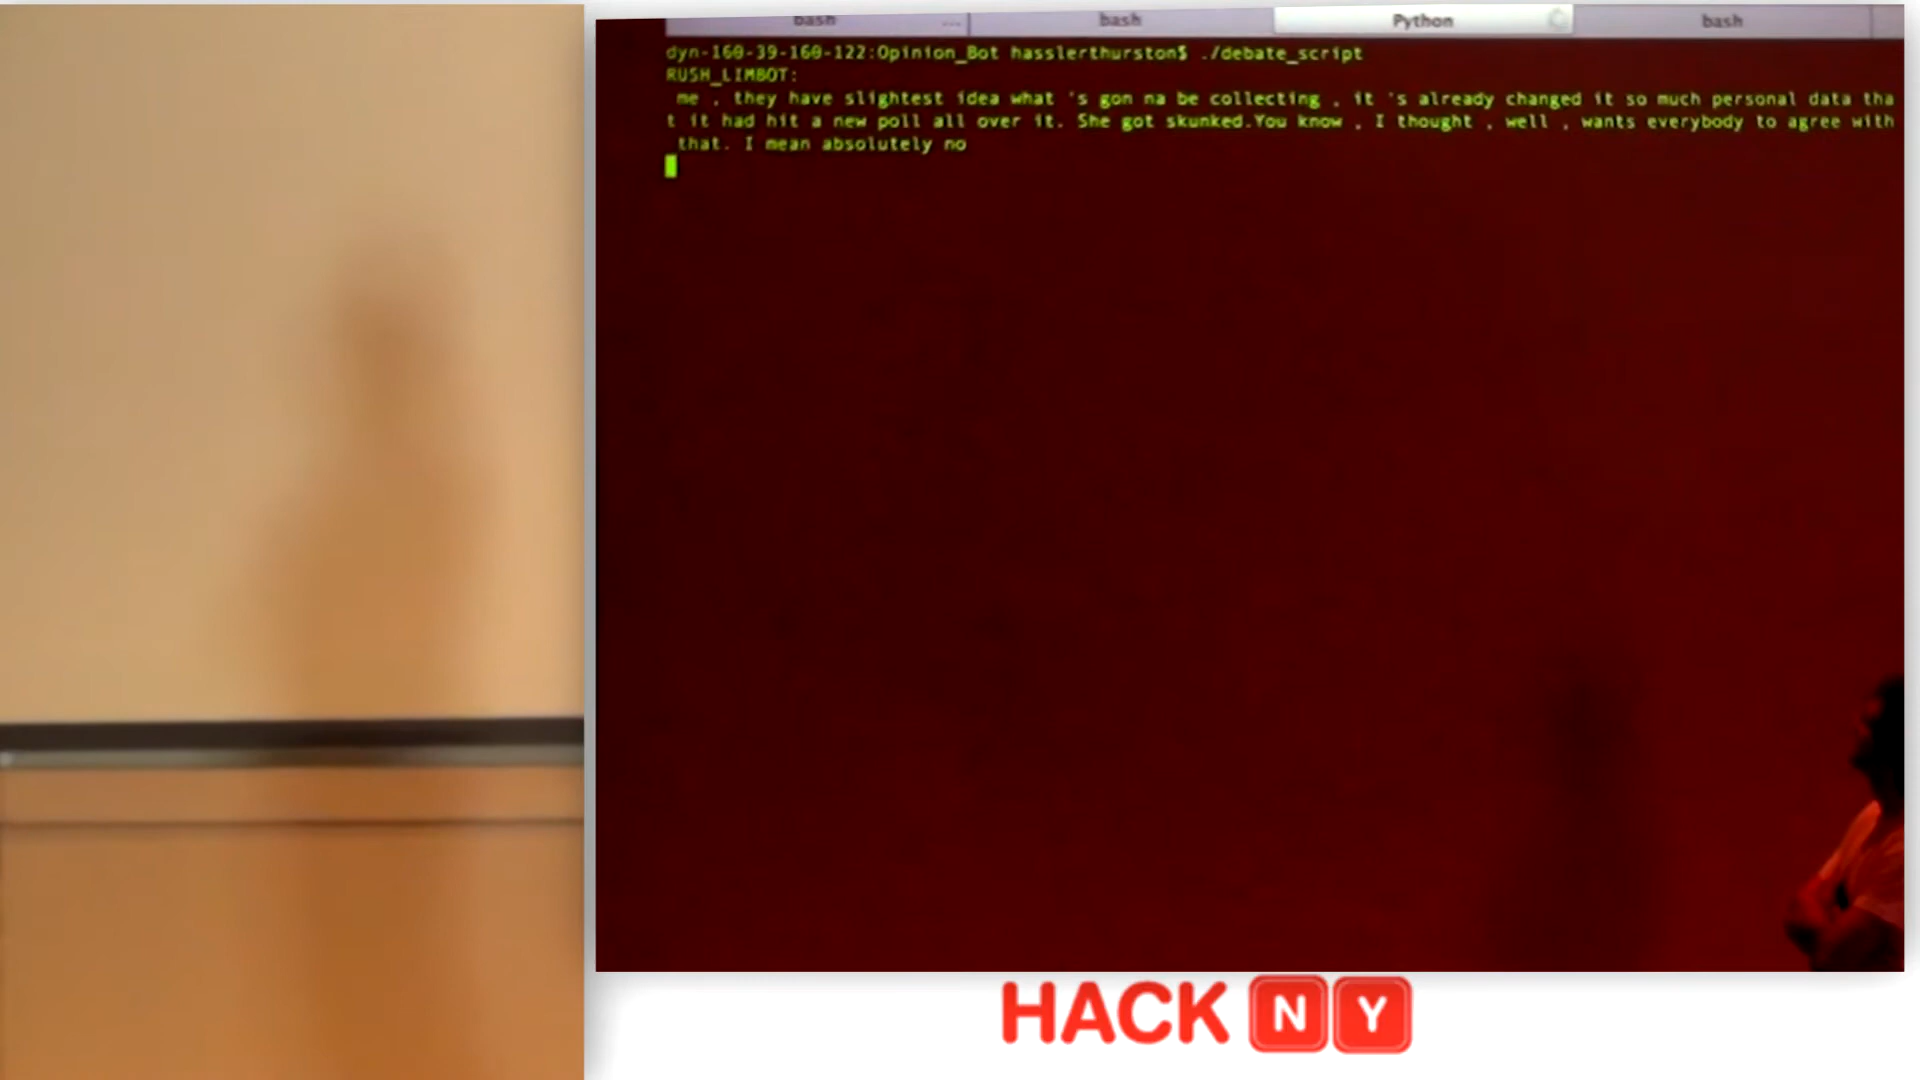 bash ... bash Python bash
dyn-160-39-160-122:Opinion_Bot hasslerthurston$ ./debate_script
RUSH_LIMBOT:
me , they have slightest idea what 's gon na be collecting , it 's already changed it so much personal data tha
t it had hit a new poll all over it. She got skunked.You know , I thought , well , wants everybody to agree with
that. I mean absolutely no
HACK NY